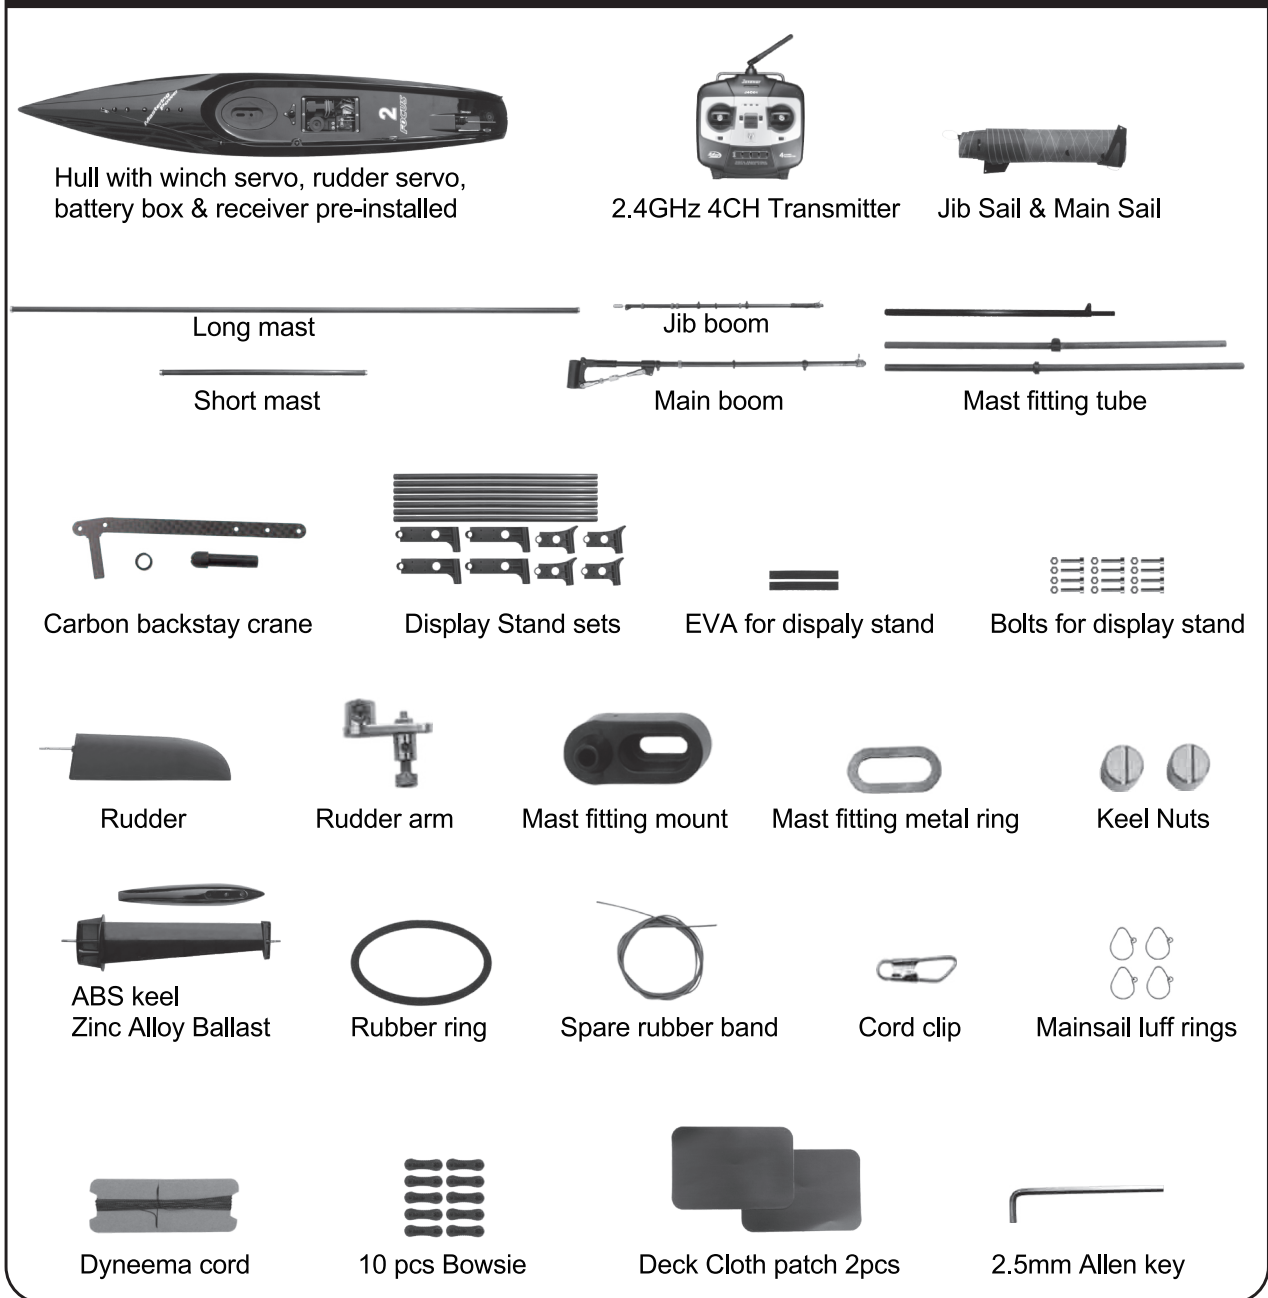 2
FOCUS
Hull with winch servo, rudder servo,
battery box & receiver pre-installed
2.4GHz 4CH Transmitter
Jib Sail & Main Sail
Long mast
Jib boom
Short mast
Main boom
Mast fitting tube
Carbon backstay crane
Display Stand sets
EVA for dispaly stand
Bolts for display stand
Rudder
Rudder arm
Mast fitting mount
Mast fitting metal ring
Keel Nuts
ABS keel
Zinc Alloy Ballast
Rubber ring
Spare rubber band
Cord clip
Mainsail luff rings
Dyneema cord
10 pcs Bowsie
Deck Cloth patch 2pcs
2.5mm Allen key